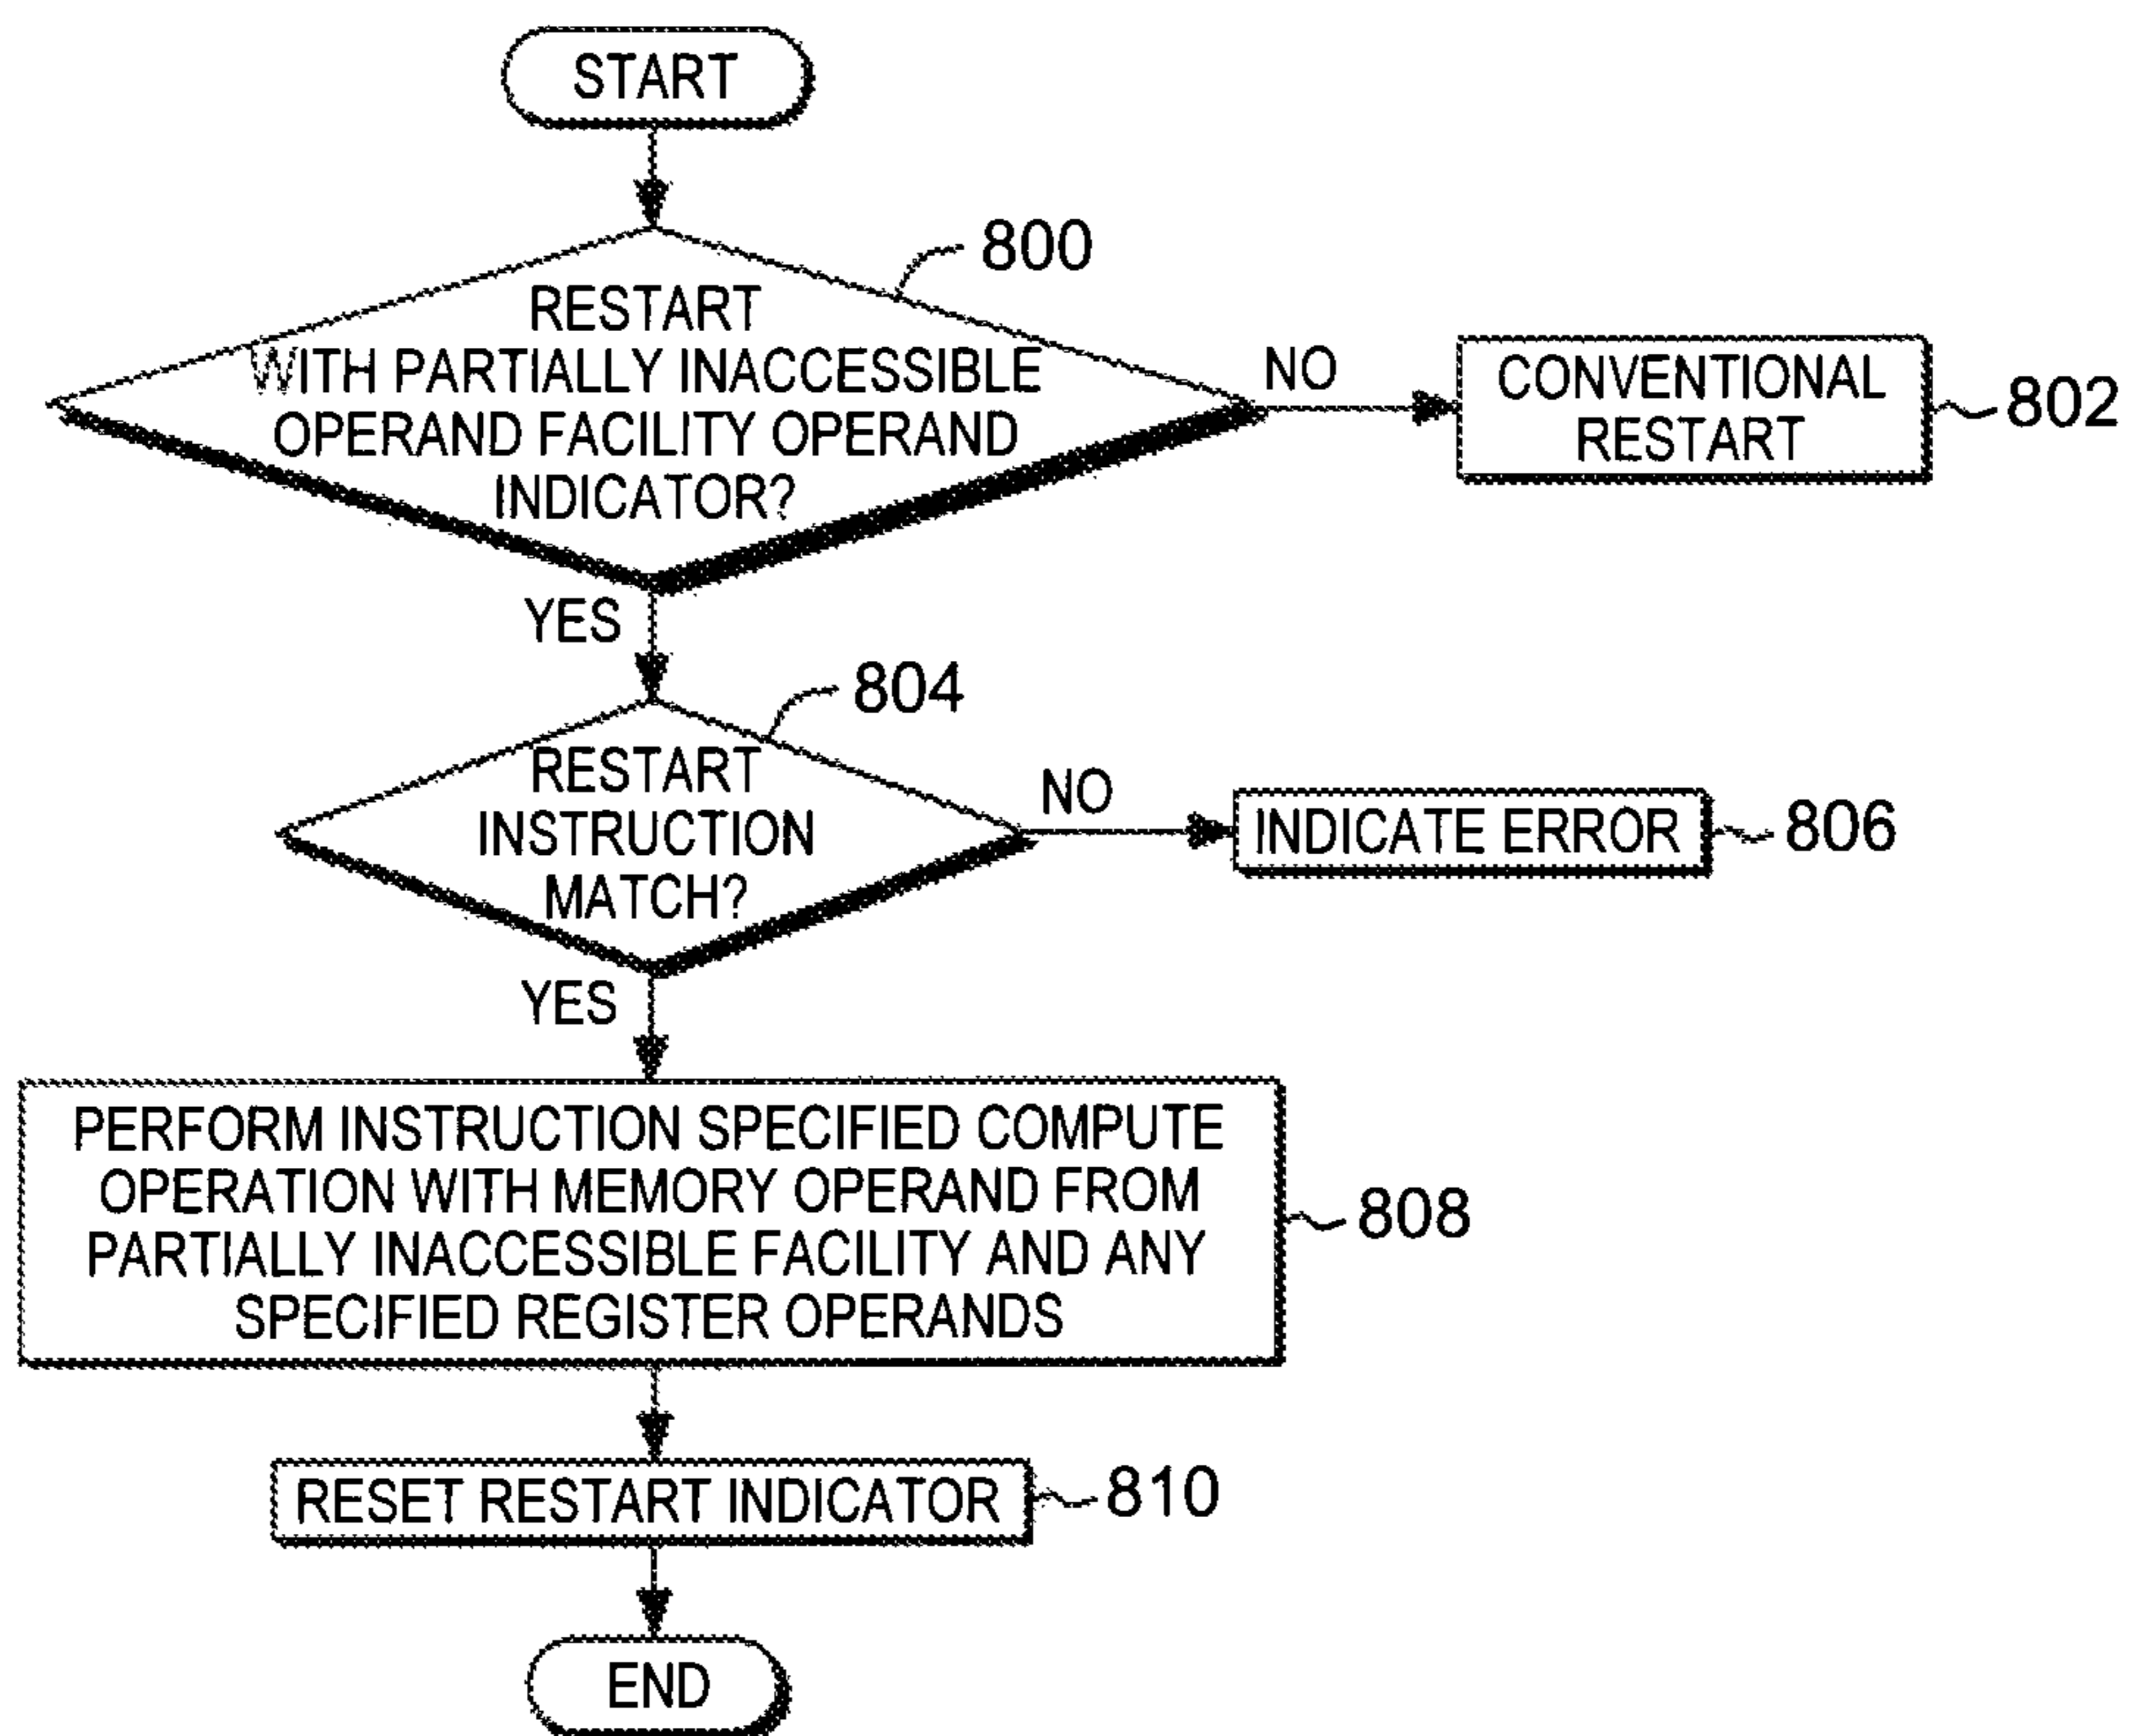 START
800
RESTART
WITH PARTIALLY INACCESSIBLE
OPERAND FACILITY OPERAND
INDICATOR?
NO
CONVENTIONAL
RESTART
802
YES
804
RESTART
INSTRUCTION
MATCH?
NO
INDICATE ERROR
806
YES
PERFORM INSTRUCTION SPECIFIED COMPUTE
OPERATION WITH MEMORY OPERAND FROM
PARTIALLY INACCESSIBLE FACILITY AND ANY
SPECIFIED REGISTER OPERANDS
808
RESET RESTART INDICATOR
810
END